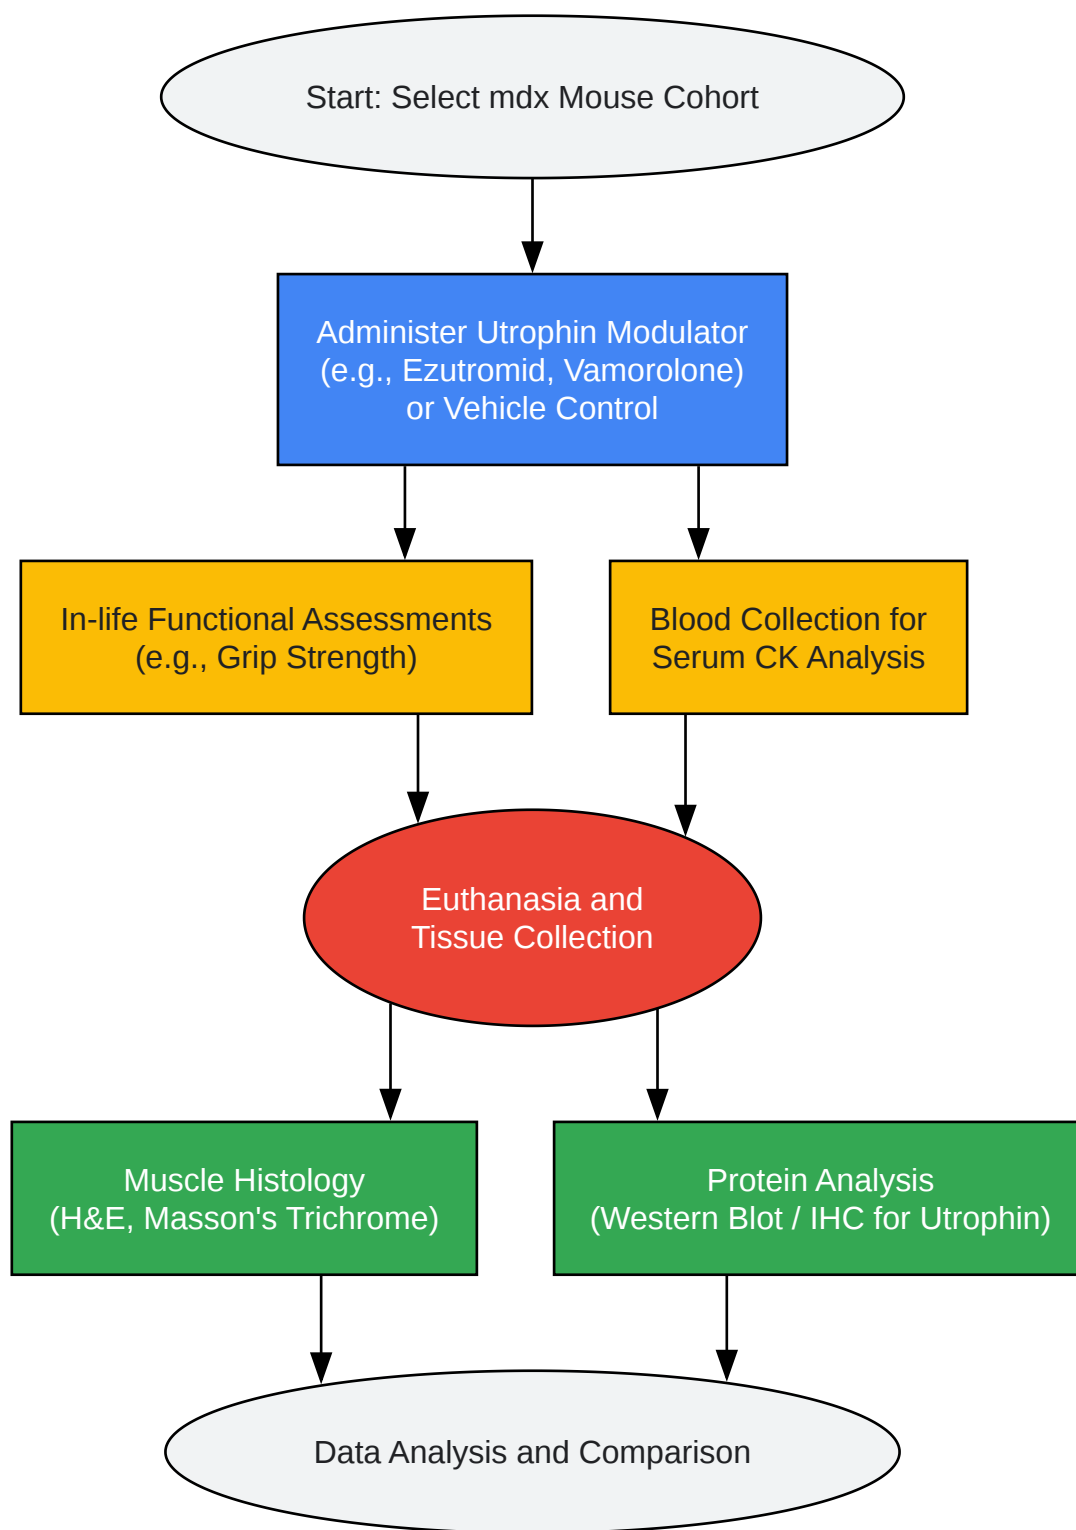 Start: Select mdx Mouse Cohort
Administer Utrophin Modulator
(e.g., Ezutromid, Vamorolone)
or Vehicle Control
In-life Functional Assessments
(e.g., Grip Strength)
Blood Collection for
Serum CK Analysis
Euthanasia and
Tissue Collection
Muscle Histology
(H&E, Masson's Trichrome)
Protein Analysis
(Western Blot / IHC for Utrophin)
Data Analysis and Comparison